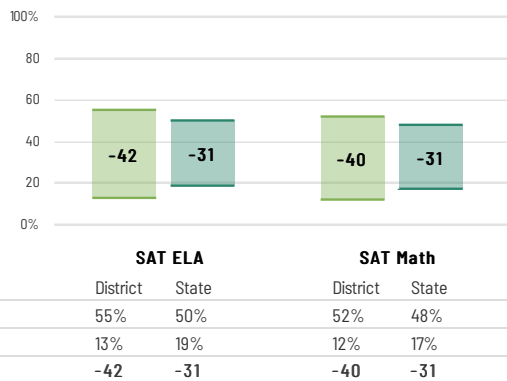 100%
80
60
40
20
0%
-42 -31 -40 -31
SAT ELA SAT Math
District State District State
55% 50% 52% 48%
13% 19% 12% 17%
-42 -31 -40 -31